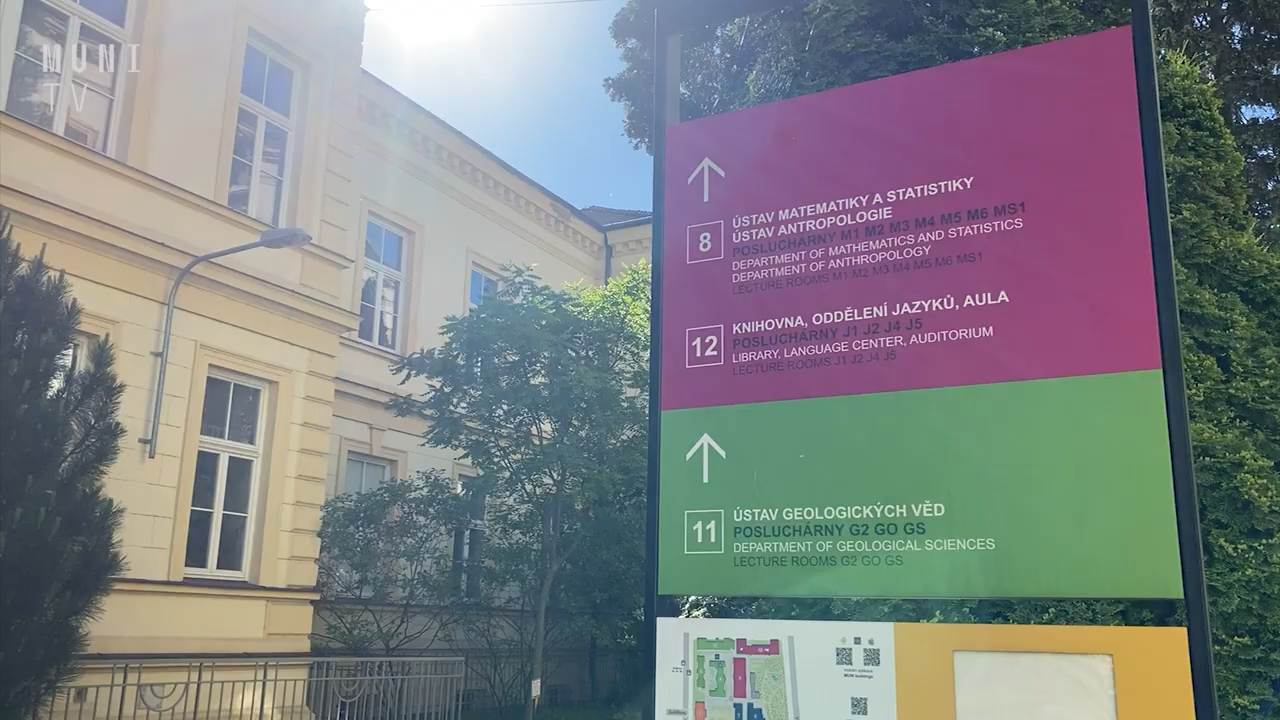 MUNI
TV
8
ÚSTAV MATEMATIKY A STATISTIKY
ÚSTAV ANTROPOLOGIE
POSLUCHÁRNY M1 M2 M3 M4 M5 M6 MS1
DEPARTMENT OF MATHEMATICS AND STATISTICS
DEPARTMENT OF ANTHROPOLOGY
LECTURE ROOMS M1 M2 M3 M4 M5 M6 MS1
12
KNIHOVNA, ODDĚLENÍ JAZYKŮ, AULA
POSLUCHÁRNY J1 J2 J4 J5
LIBRARY, LANGUAGE CENTER, AUDITORIUM
LECTURE ROOMS J1 J2 J4 J5
11
ÚSTAV GEOLOGICKÝCH VĚD
POSLUCHÁRNY G2 GO GS
DEPARTMENT OF GEOLOGICAL SCIENCES
LECTURE ROOMS G2 GO GS
MUNI buildings